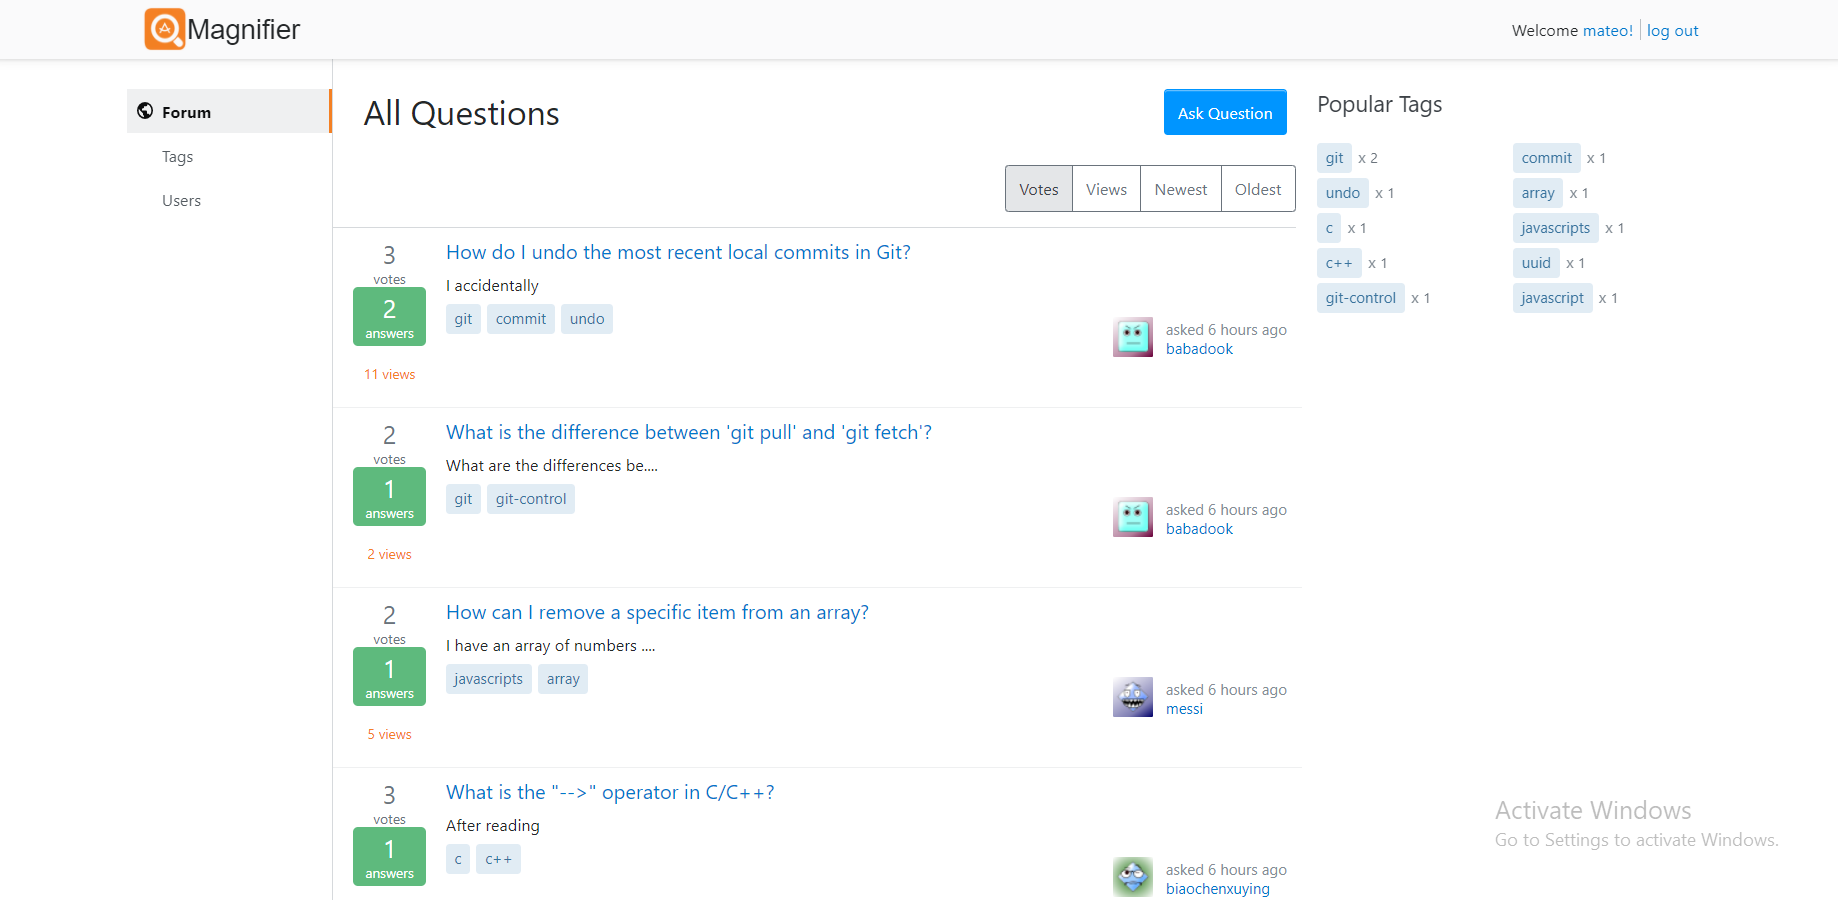 Magnifier
Welcome mateo! log out
Forum
Tags
Users
All Questions
Ask Question
Votes Views Newest Oldest
3
votes
2
answers
11 views
How do I undo the most recent local commits in Git?
I accidentally
git commit undo
asked 6 hours ago
babadook
2
votes
1
answers
2 views
What is the difference between 'git pull' and 'git fetch'?
What are the differences be....
git git-control
asked 6 hours ago
babadook
2
votes
1
answers
5 views
How can I remove a specific item from an array?
I have an array of numbers ....
javascripts array
asked 6 hours ago
messi
3
votes
1
answers
What is the "-->" operator in C/C++?
After reading
c c++
asked 6 hours ago
biaochenxuying
Popular Tags
git x 2 commit x 1
undo x 1 array x 1
c x 1 javascripts x 1
c++ x 1 uuid x 1
git-control x 1 javascript x 1
Activate Windows
Go to Settings to activate Windows.